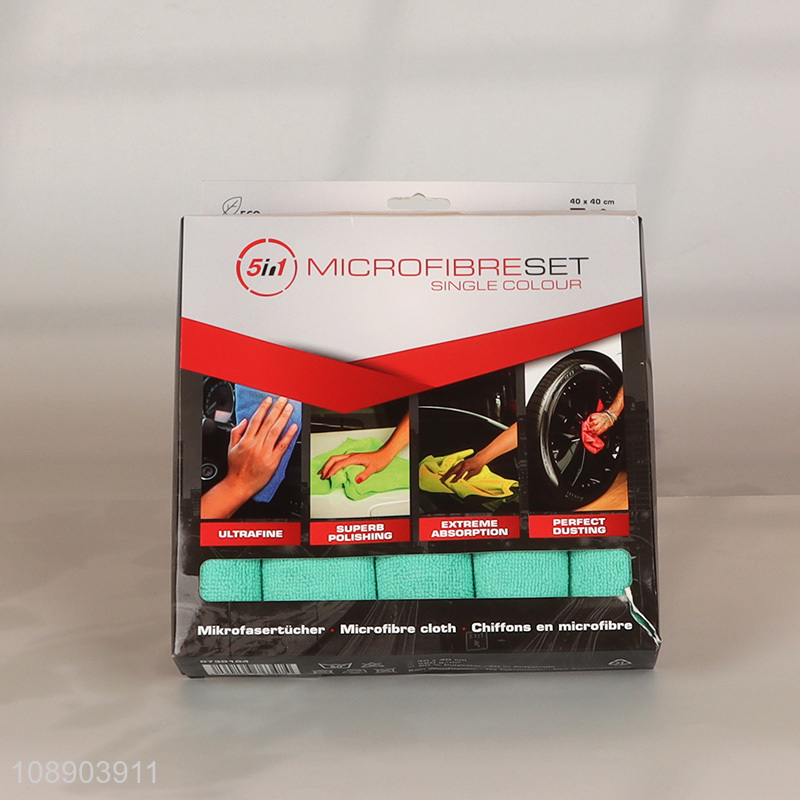 40 x 40 cm
5in1 MICROFIBRESET
SINGLE COLOUR
ULTRAFINE
SUPERB
POLISHING
EXTREME
ABSORPTION
PERFECT
DUSTING
Mikrofasertücher · Microfibre cloth · Chiffons en microfibre
108903911